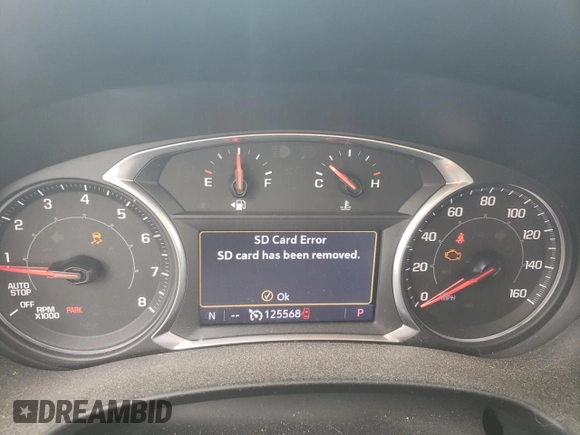 E F C H
1 2 3 4 5 6 7 8
AUTO
STOP
OFF
RPM
X1000
PARK
SD Card Error
SD card has been removed.
Ok
N -- 125568 P
0 20 40 60 80 100 120 140 160
MPH
DREAMBID